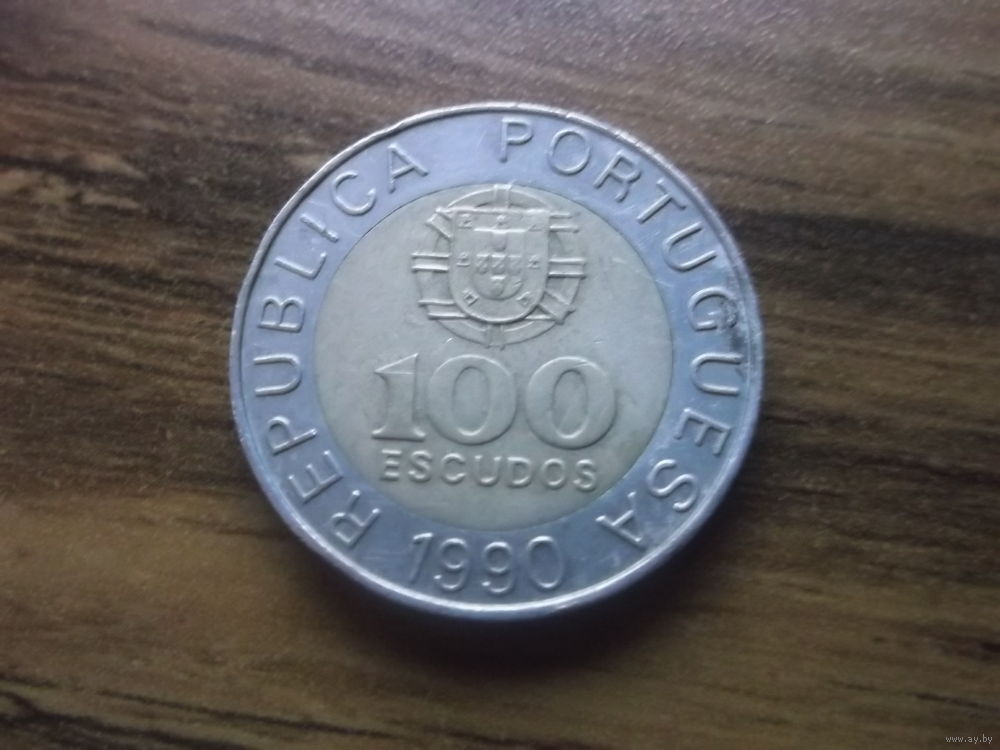 REPUBLICA PORTUGUESA
100
ESCUDOS
1990
www.ay.by